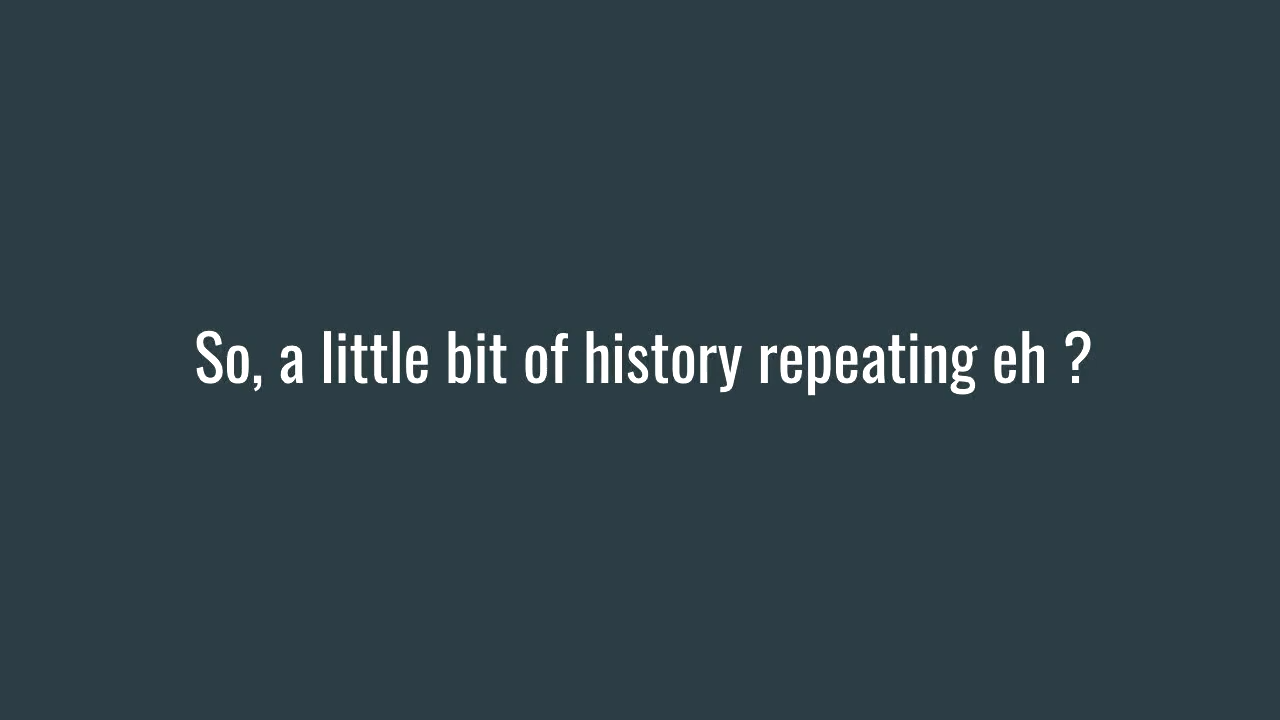 So, a little bit of history repeating eh ?